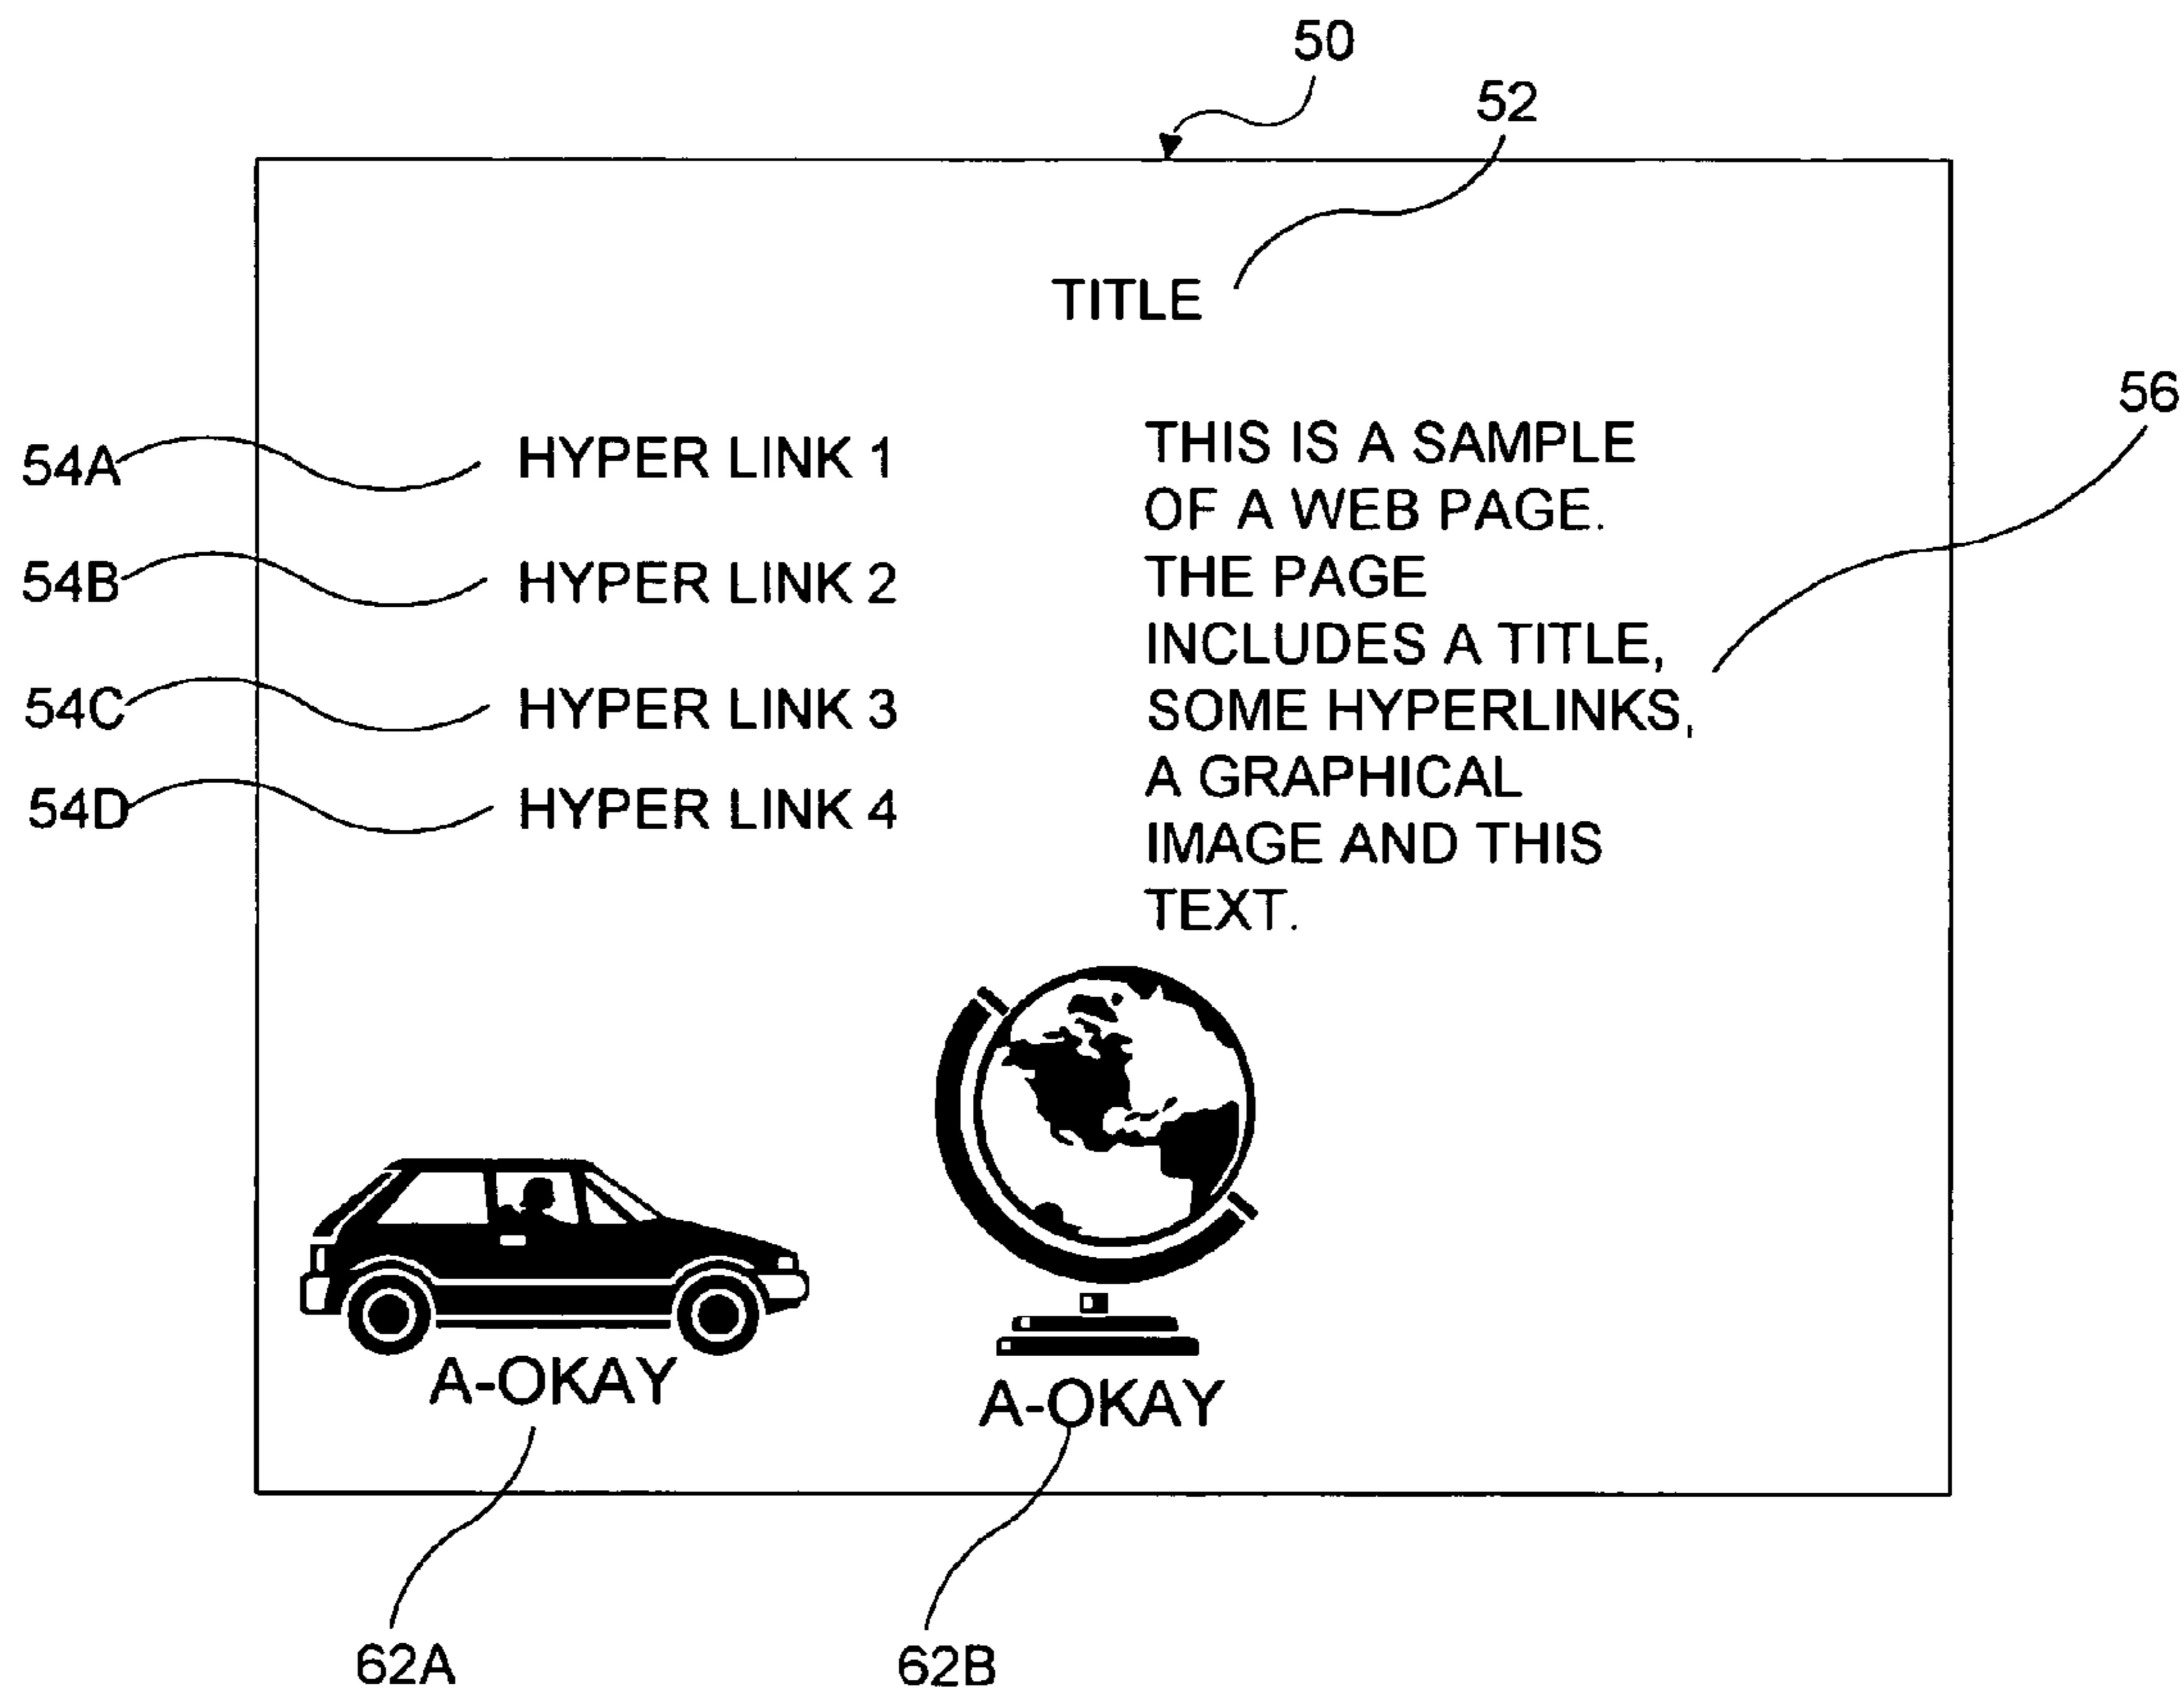 50
52
TITLE
56
54A HYPER LINK 1
54B HYPER LINK 2
54C HYPER LINK 3
54D HYPER LINK 4
THIS IS A SAMPLE
OF A WEB PAGE.
THE PAGE
INCLUDES A TITLE,
SOME HYPERLINKS,
A GRAPHICAL
IMAGE AND THIS
TEXT.
A-OKAY
A-OKAY
62A
62B